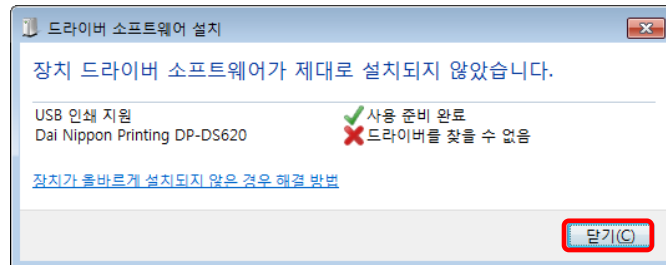 드라이버 소프트웨어 설치
장치 드라이버 소프트웨어가 제대로 설치되지 않았습니다.
USB 인쇄 지원 사용 준비 완료
Dai Nippon Printing DP-DS620 드라이버를 찾을 수 없음
장치가 올바르게 설치되지 않은 경우 해결 방법
닫기(C)